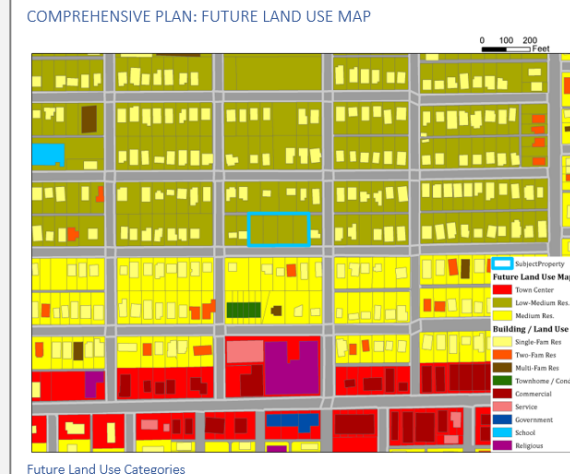 COMPREHENSIVE PLAN: FUTURE LAND USE MAP
0 100 200
Feet
SubjectProperty
Future Land Use Map
Town Center
Low-Medium Res.
Medium Res.
Building / Land Use
Single-Fam Res
Two-Fam Res
Multi-Fam Res
Townhome / Cond
Commercial
Service
Government
School
Religious
Future Land Use Categories